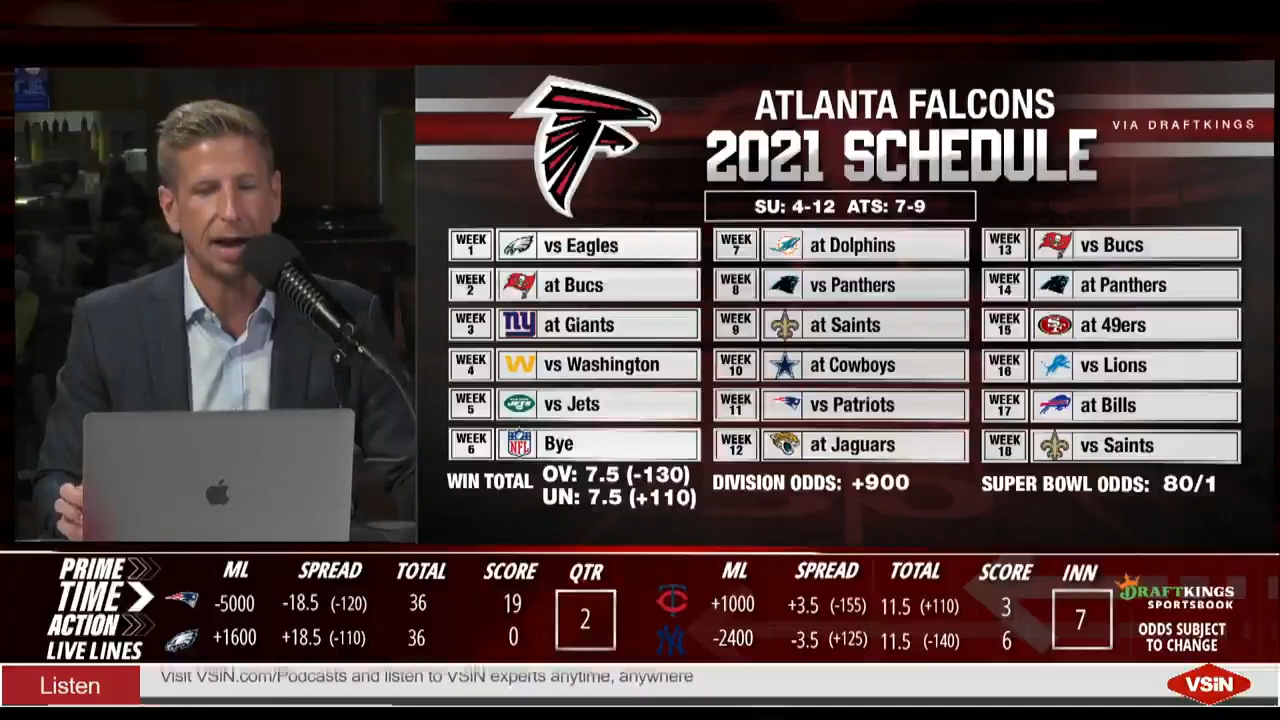 ATLANTA FALCONS
2021 SCHEDULE
VIA DRAFTKINGS
SU: 4-12 ATS: 7-9
WEEK 1 vs Eagles
WEEK 2 at Bucs
WEEK 3 NY at Giants
WEEK 4 W vs Washington
WEEK 5 JETS vs Jets
WEEK 6 NFL Bye
WEEK 7 at Dolphins
WEEK 8 vs Panthers
WEEK 9 at Saints
WEEK 10 at Cowboys
WEEK 11 vs Patriots
WEEK 12 at Jaguars
WEEK 13 vs Bucs
WEEK 14 at Panthers
WEEK 15 SF at 49ers
WEEK 16 vs Lions
WEEK 17 at Bills
WEEK 18 vs Saints
WIN TOTAL OV: 7.5 (-130)
UN: 7.5 (+110)
DIVISION ODDS: +900
SUPER BOWL ODDS: 80/1
PRIME
TIME
ACTION
LIVE LINES
ML SPREAD TOTAL SCORE QTR
-5000 -18.5 (-120) 36 19
+1600 +18.5 (-110) 36 0
2
ML SPREAD TOTAL SCORE INN
TC +1000 +3.5 (-155) 11.5 (+110) 3
NY -2400 -3.5 (+125) 11.5 (-140) 6
7
DRAFTKINGS
SPORTSBOOK
ODDS SUBJECT
TO CHANGE
Listen
Visit VSiN.com/Podcasts and listen to VSiN experts anytime, anywhere
VSiN